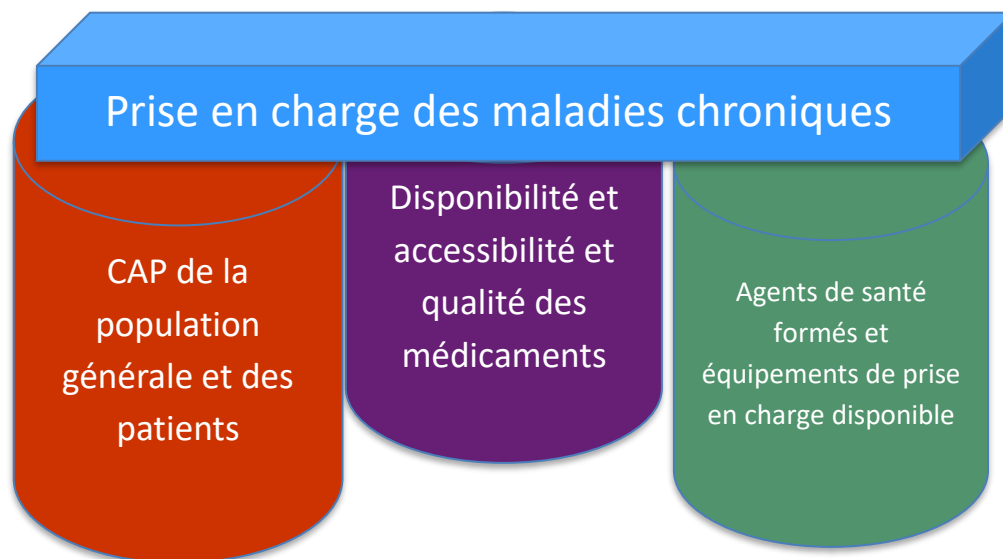 Prise en charge des maladies chroniques
CAP de la
population
générale et des
patients
Disponibilité et
accessibilité et
qualité des
médicaments
Agents de santé
formés et
équipements de prise
en charge disponible